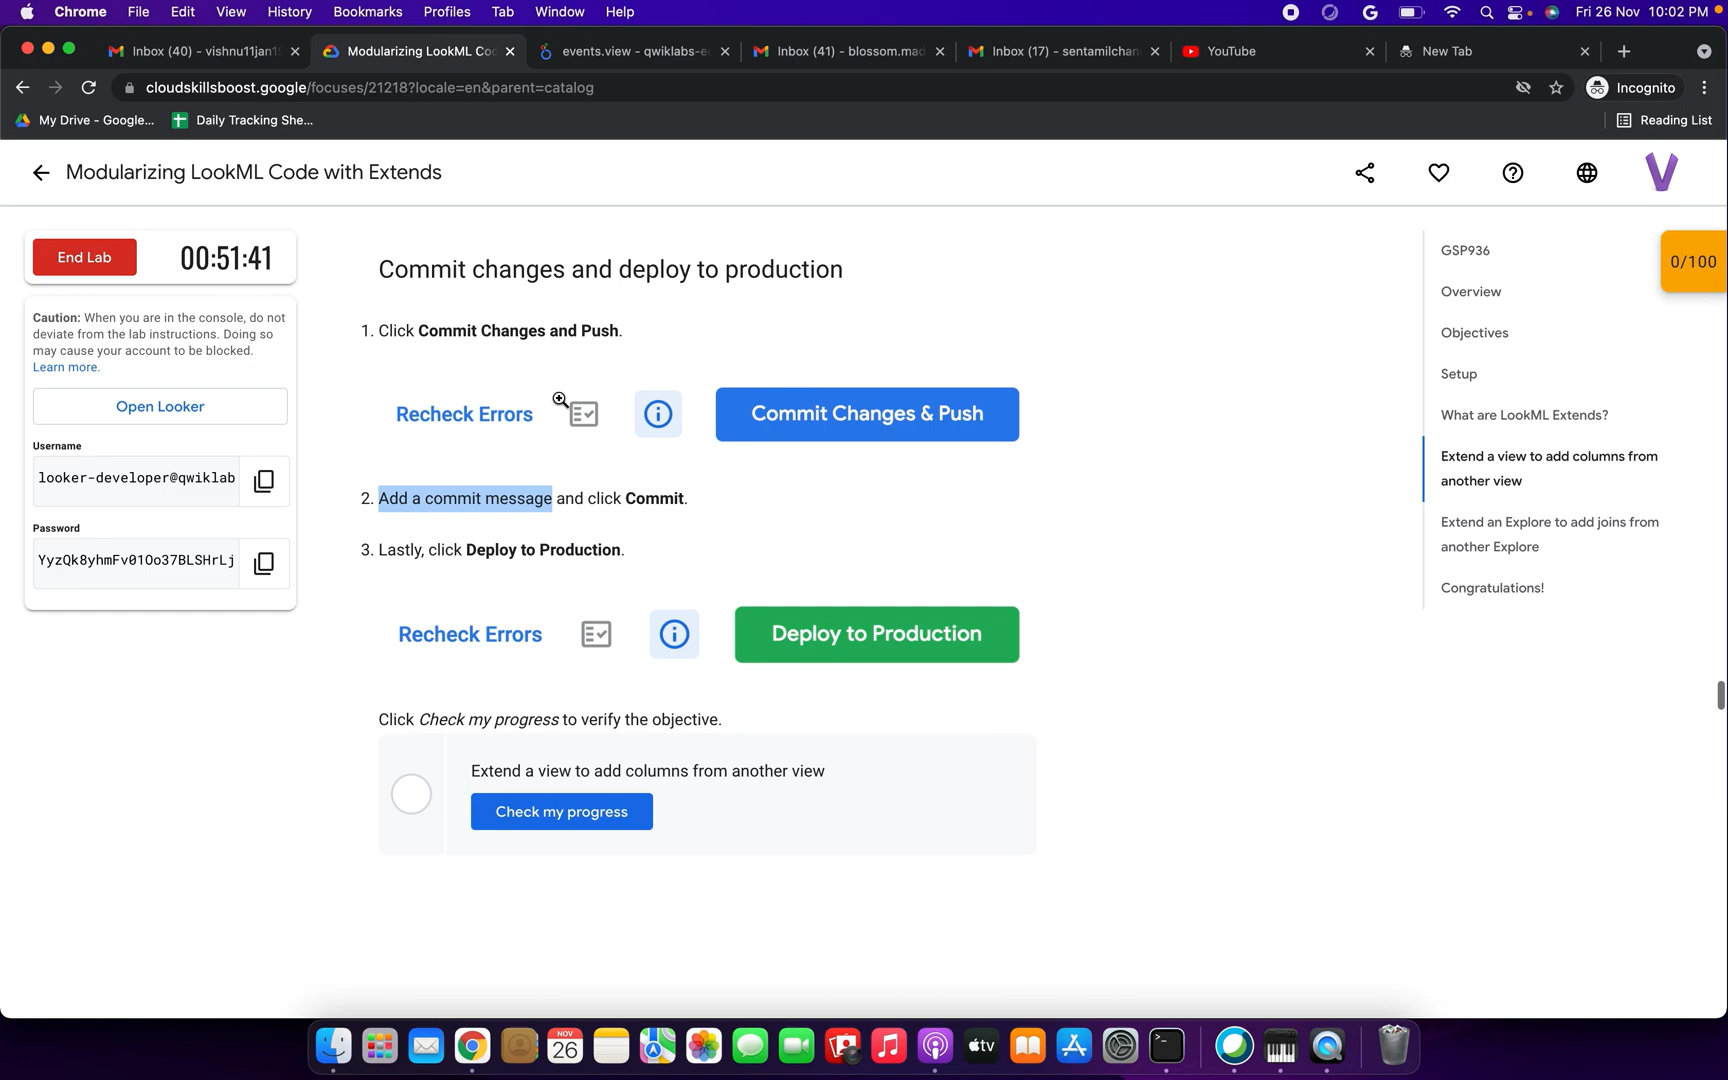 Chrome File Edit View History Bookmarks Profiles Tab Window Help
Fri 26 Nov 10:02 PM
Inbox (40) - vishnu11jan1
Modularizing LookML Co
events.view - qwiklabs-e
Inbox (41) - blossom.mad
Inbox (17) - sentamilchan
YouTube
New Tab
cloudskillsboost.google/focuses/21218?locale=en&parent=catalog
Incognito
My Drive - Google...
Daily Tracking She...
Reading List
Modularizing LookML Code with Extends
V
End Lab
00:51:41
Caution: When you are in the console, do not
deviate from the lab instructions. Doing so
may cause your account to be blocked.
Learn more.
Open Looker
Username
looker-developer@qwiklab
Password
YyzQk8yhmFv01Oo37BLSHrLj
Commit changes and deploy to production
1. Click Commit Changes and Push.
Recheck Errors
Commit Changes & Push
2. Add a commit message and click Commit.
3. Lastly, click Deploy to Production.
Recheck Errors
Deploy to Production
Click Check my progress to verify the objective.
Extend a view to add columns from another view
Check my progress
GSP936
Overview
Objectives
Setup
What are LookML Extends?
Extend a view to add columns from
another view
Extend an Explore to add joins from
another Explore
Congratulations!
0/100
NOV
26
tv